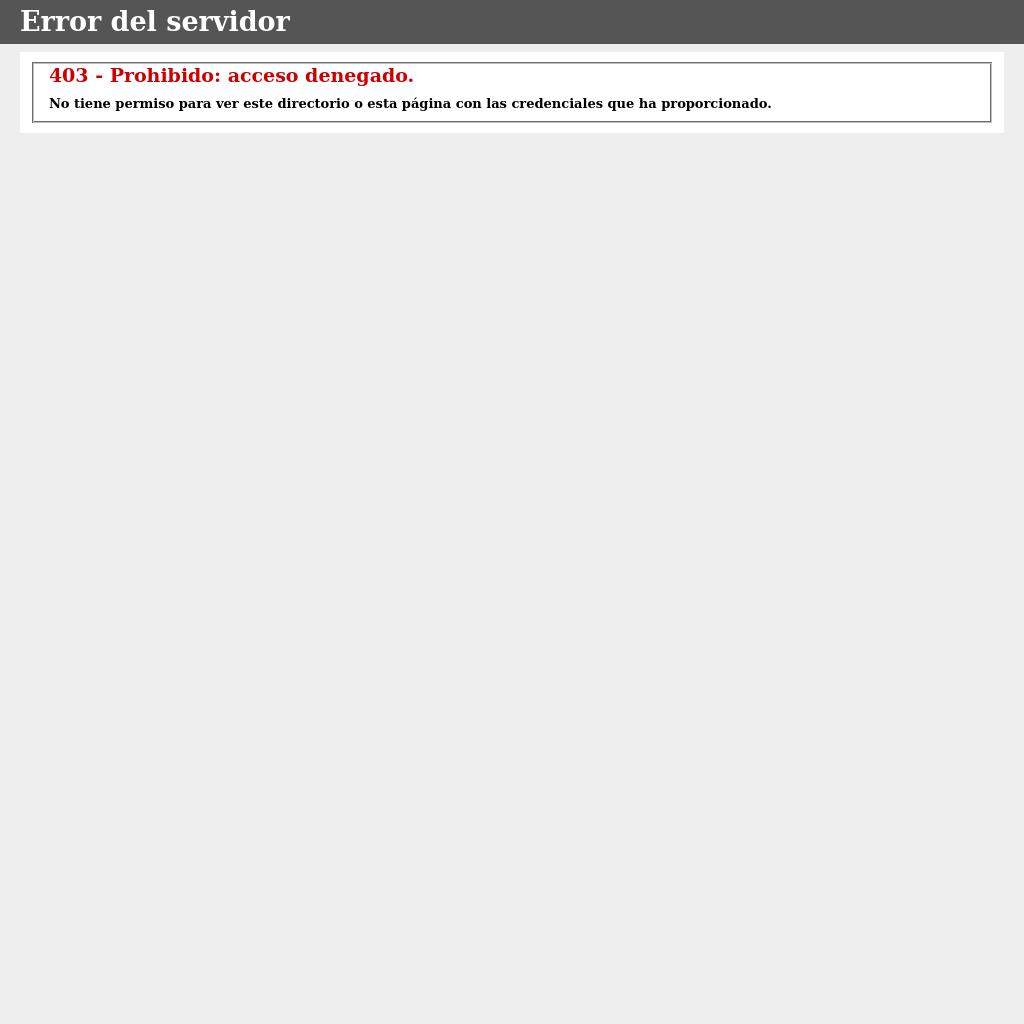 Error del servidor
403 - Prohibido: acceso denegado.
No tiene permiso para ver este directorio o esta página con las credenciales que ha proporcionado.